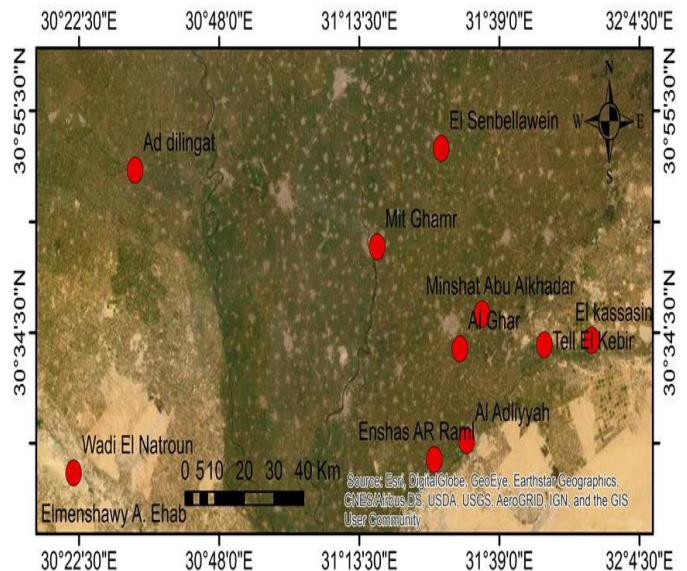 30°22'30"E 30°48'0"E 31°13'30"E 31°39'0"E 32°4'30"E
N
W E
S
30°55'30"N 30°55'30"N
El Senbellawein
Ad dilingat
Mit Ghamr
Minshat Abu Alkhadar
El kassasin
Al Ghar
Tell El Kebir
30°34'30"N 30°34'30"N
Al Adliyyah
Enshas AR Raml
Wadi El Natroun
0 5 10 20 30 40 Km
Source: Esri, DigitalGlobe, GeoEye, Earthstar Geographics,
CNES/Airbus DS, USDA, USGS, AeroGRID, IGN, and the GIS
User Community
Elmenshawy A. Ehab
30°22'30"E 30°48'0"E 31°13'30"E 31°39'0"E 32°4'30"E